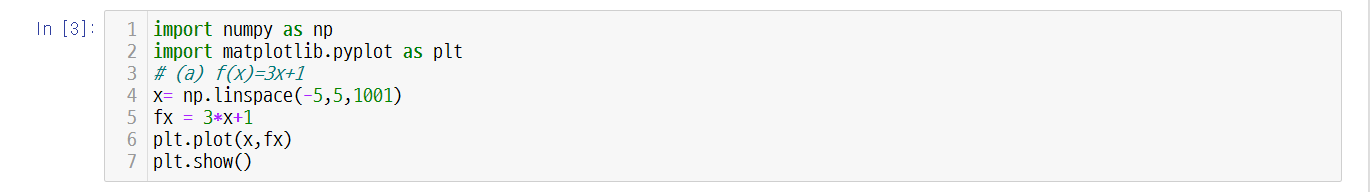 In [3]:
1 import numpy as np
2 import matplotlib.pyplot as plt
3 # (a) f(x)=3x+1
4 x= np.linspace(-5,5,1001)
5 fx = 3*x+1
6 plt.plot(x,fx)
7 plt.show()